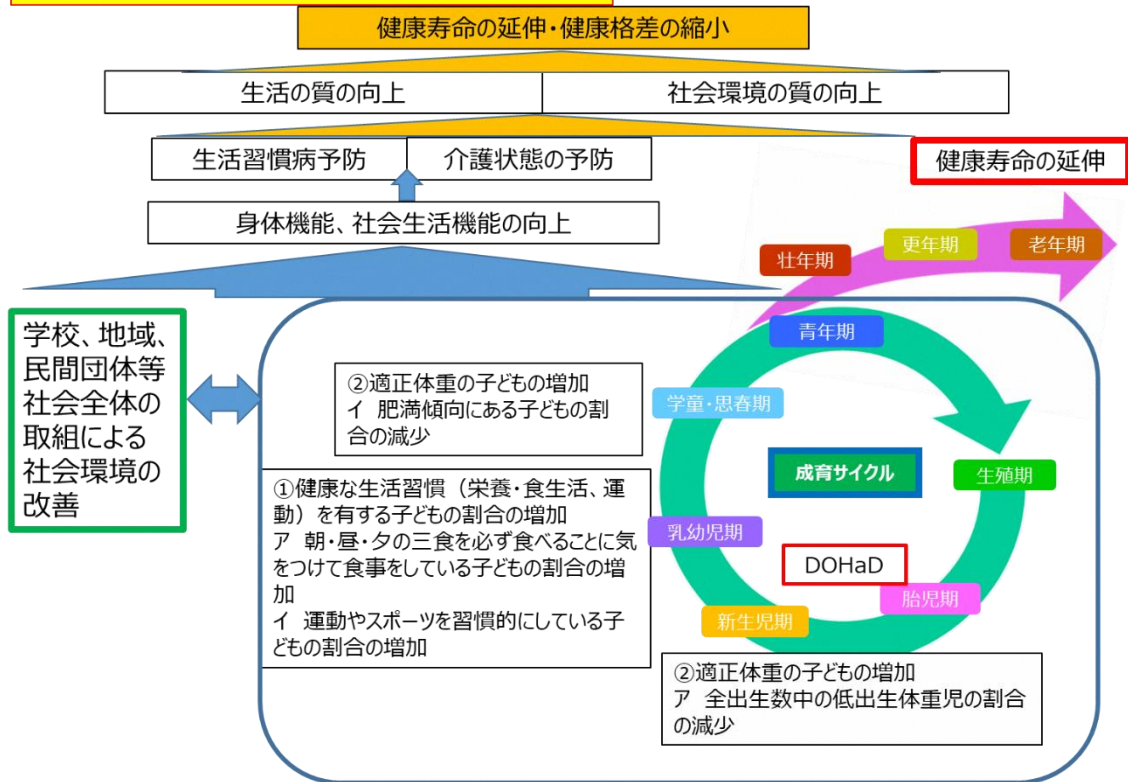 健康寿命の延伸・健康格差の縮小
生活の質の向上
社会環境の質の向上
生活習慣病予防
介護状態の予防
健康寿命の延伸
身体機能、社会生活機能の向上
壮年期
更年期
老年期
学校、地域、
民間団体等
社会全体の
取組による
社会環境の
改善
青年期
②適正体重の子どもの増加
イ 肥満傾向にある子どもの割
合の減少
学童・思春期
成育サイクル
生殖期
①健康な生活習慣（栄養・食生活、運
動）を有する子どもの割合の増加
ア 朝・昼・夕の三食を必ず食べることに気
をつけて食事をしている子どもの割合の増
加
イ 運動やスポーツを習慣的にしている子
どもの割合の増加
乳幼児期
DOHaD
胎児期
新生児期
②適正体重の子どもの増加
ア 全出生数中の低出生体重児の割合
の減少